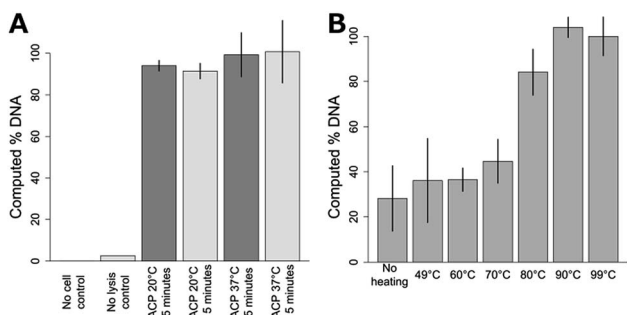 A
Computed % DNA
100
80
60
40
20
0
No cell
control
No lysis
control
ACP 20°C
5 minutes
ACP 20°C
5 minutes
ACP 37°C
5 minutes
ACP 37°C
5 minutes
B
Computed % DNA
100
80
60
40
20
0
No
heating
49°C
60°C
70°C
80°C
90°C
99°C